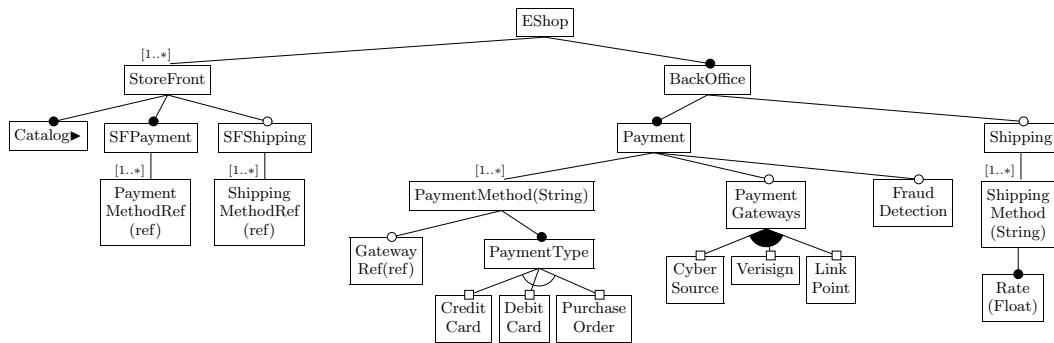 EShop
[1..*]
StoreFront
BackOffice
Catalog▶
SFPayment
SFShipping
Payment
Shipping
[1..*]
[1..*]
[1..*]
[1..*]
Payment
MethodRef
(ref)
Shipping
MethodRef
(ref)
PaymentMethod(String)
Payment
Gateways
Fraud
Detection
Shipping
Method
(String)
Gateway
Ref(ref)
PaymentType
Cyber
Source
Verisign
Link
Point
Rate
(Float)
Credit
Card
Debit
Card
Purchase
Order